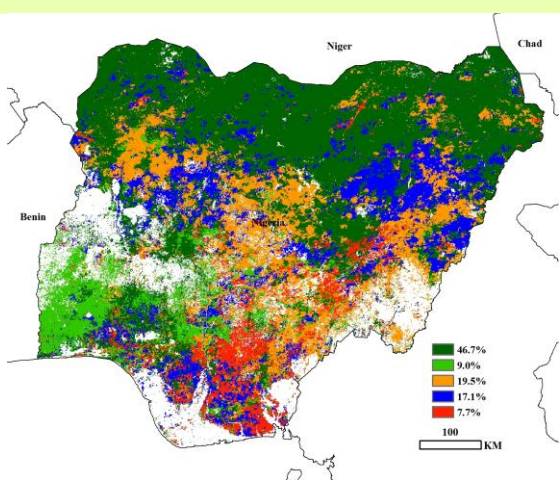 Niger
Chad
Benin
Nigeria
46.7%
9.0%
19.5%
17.1%
7.7%
100
KM